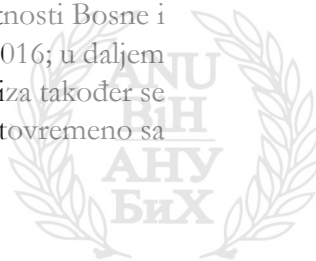 tnosti Bosne i
016; u daljem
iza također se
tovremeno sa
ANU
BiH
АНУ
БиХ